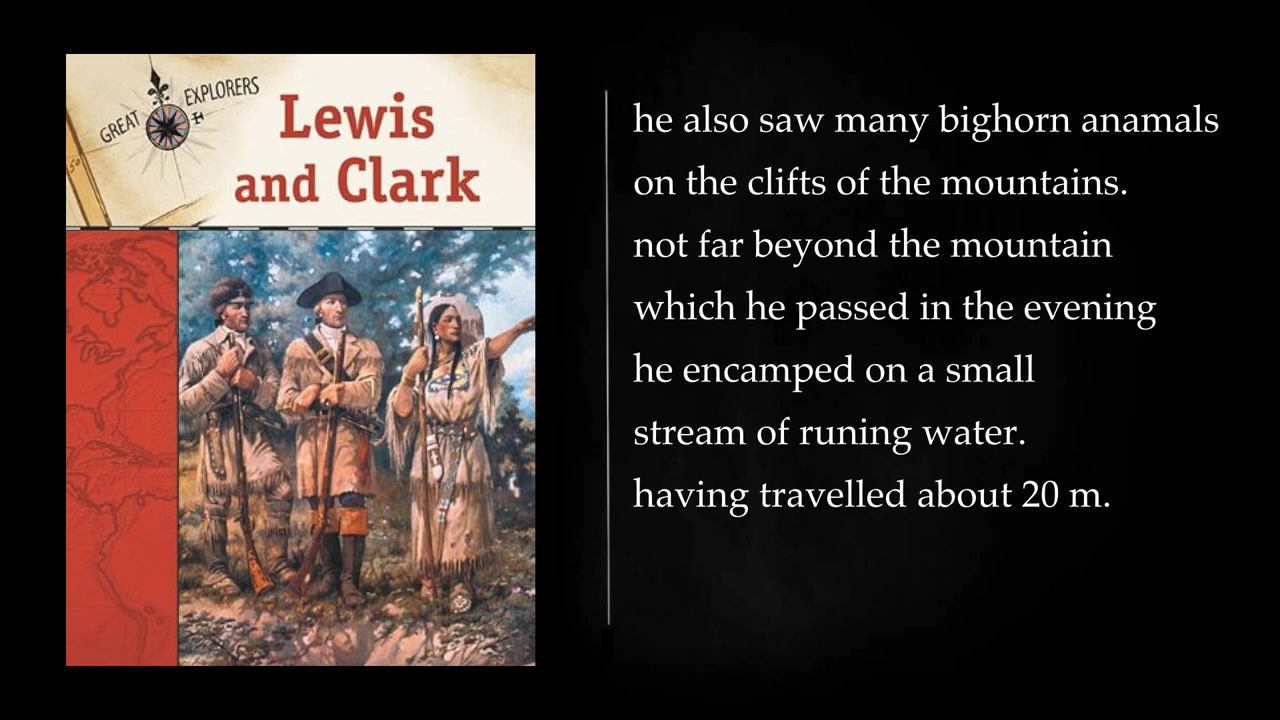 GREAT EXPLORERS
Lewis
and Clark
50
he also saw many bighorn anamals
on the clifts of the mountains.
not far beyond the mountain
which he passed in the evening
he encamped on a small
stream of runing water.
having travelled about 20 m.